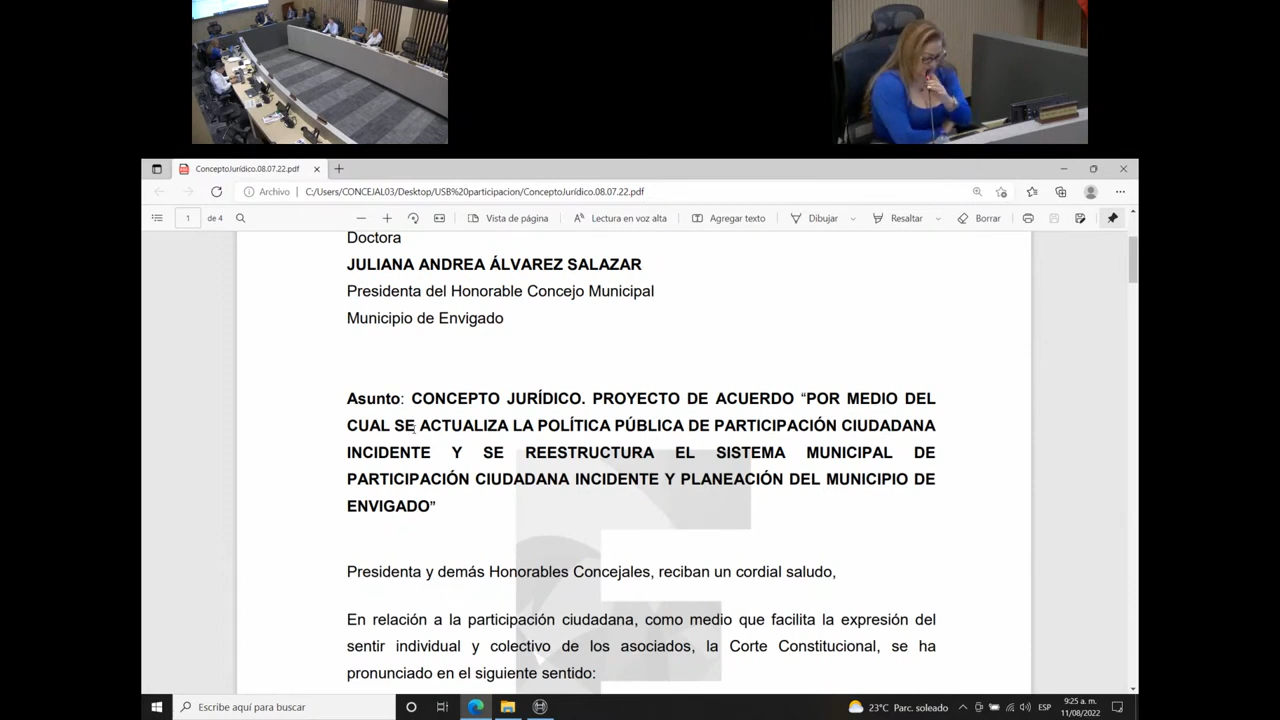 ConceptoJurídico.08.07.22.pdf
Archivo
C:/Users/CONCEJAL03/Desktop/USB%20participacion/ConceptoJurídico.08.07.22.pdf
1 de 4
Vista de página
Lectura en voz alta
Agregar texto
Dibujar
Resaltar
Borrar
Doctora
JULIANA ANDREA ÁLVAREZ SALAZAR
Presidenta del Honorable Concejo Municipal
Municipio de Envigado
Asunto: CONCEPTO JURÍDICO. PROYECTO DE ACUERDO “POR MEDIO DEL
CUAL SE ACTUALIZA LA POLÍTICA PÚBLICA DE PARTICIPACIÓN CIUDADANA
INCIDENTE Y SE REESTRUCTURA EL SISTEMA MUNICIPAL DE
PARTICIPACIÓN CIUDADANA INCIDENTE Y PLANEACIÓN DEL MUNICIPIO DE
ENVIGADO”
Presidenta y demás Honorables Concejales, reciban un cordial saludo,
En relación a la participación ciudadana, como medio que facilita la expresión del
sentir individual y colectivo de los asociados, la Corte Constitucional, se ha
pronunciado en el siguiente sentido:
Escribe aquí para buscar
23°C Parc. soleado
ESP
9:25 a. m.
11/08/2022